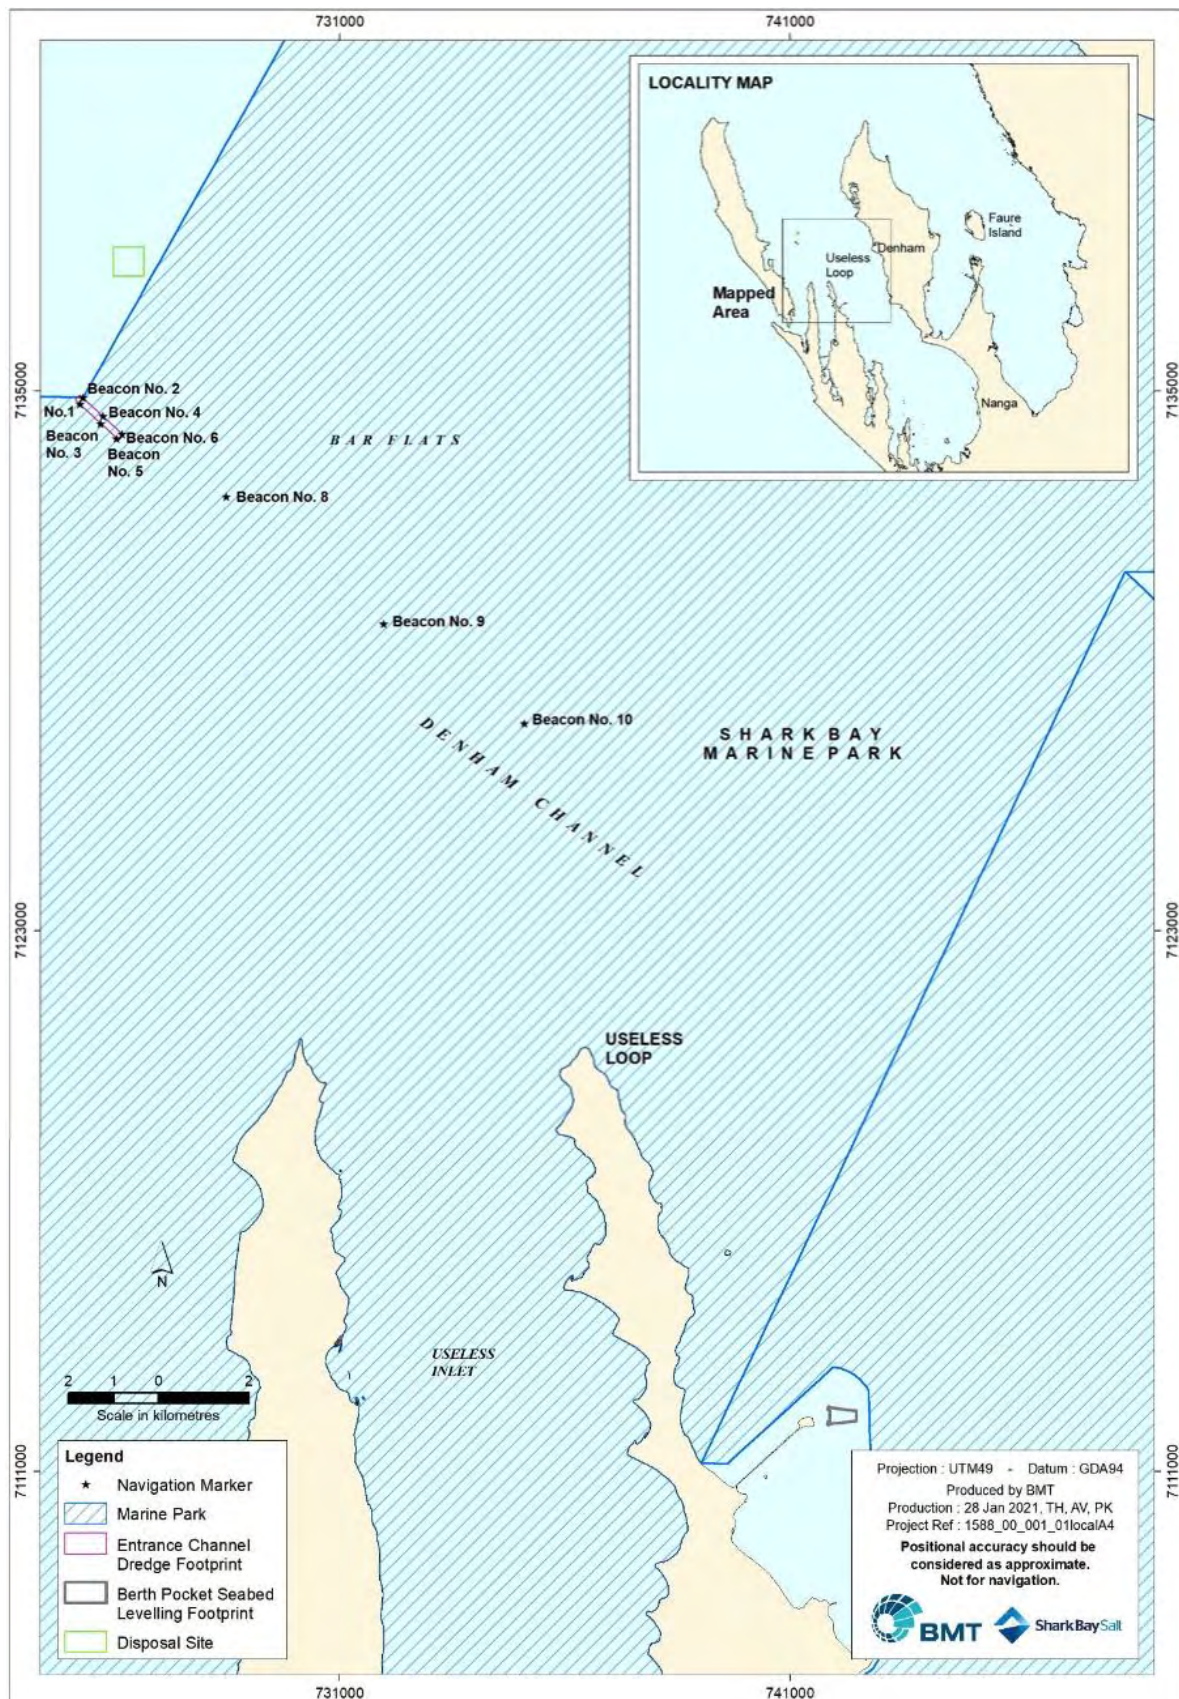 731000
741000
LOCALITY MAP
Faure
Island
Denham
Useless
Loop
Mapped
Area
Nanga
7135000
7135000
Beacon No. 2
No.1
Beacon No. 4
Beacon
No. 3
Beacon No. 6
Beacon
No. 5
BAR FLATS
Beacon No. 8
Beacon No. 9
Beacon No. 10
DENHAM CHANNEL
SHARK BAY
MARINE PARK
7123000
7123000
USELESS
LOOP
N
USELESS
INLET
2 1 0 2
Scale in kilometres
7111000
7111000
Legend
Navigation Marker
Marine Park
Entrance Channel
Dredge Footprint
Berth Pocket Seabed
Levelling Footprint
Disposal Site
Projection : UTM49 - Datum : GDA94
Produced by BMT
Production : 28 Jan 2021, TH, AV, PK
Project Ref : 1588_00_001_01localA4
Positional accuracy should be
considered as approximate.
Not for navigation.
BMT
SharkBaySalt
731000
741000